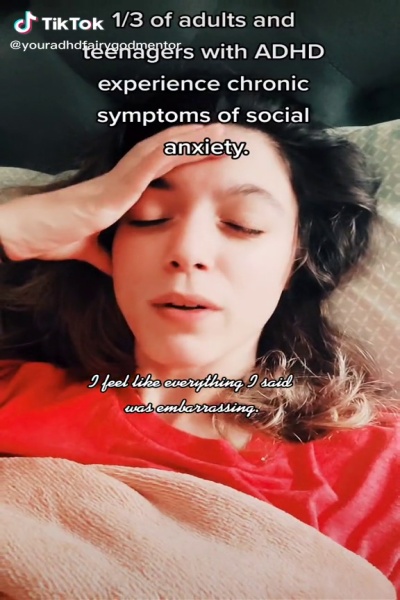 TikTok
@youradhdfairygodmentor
1/3 of adults and
teenagers with ADHD
experience chronic
symptoms of social
anxiety.
I feel like everything I said
was embarrassing.